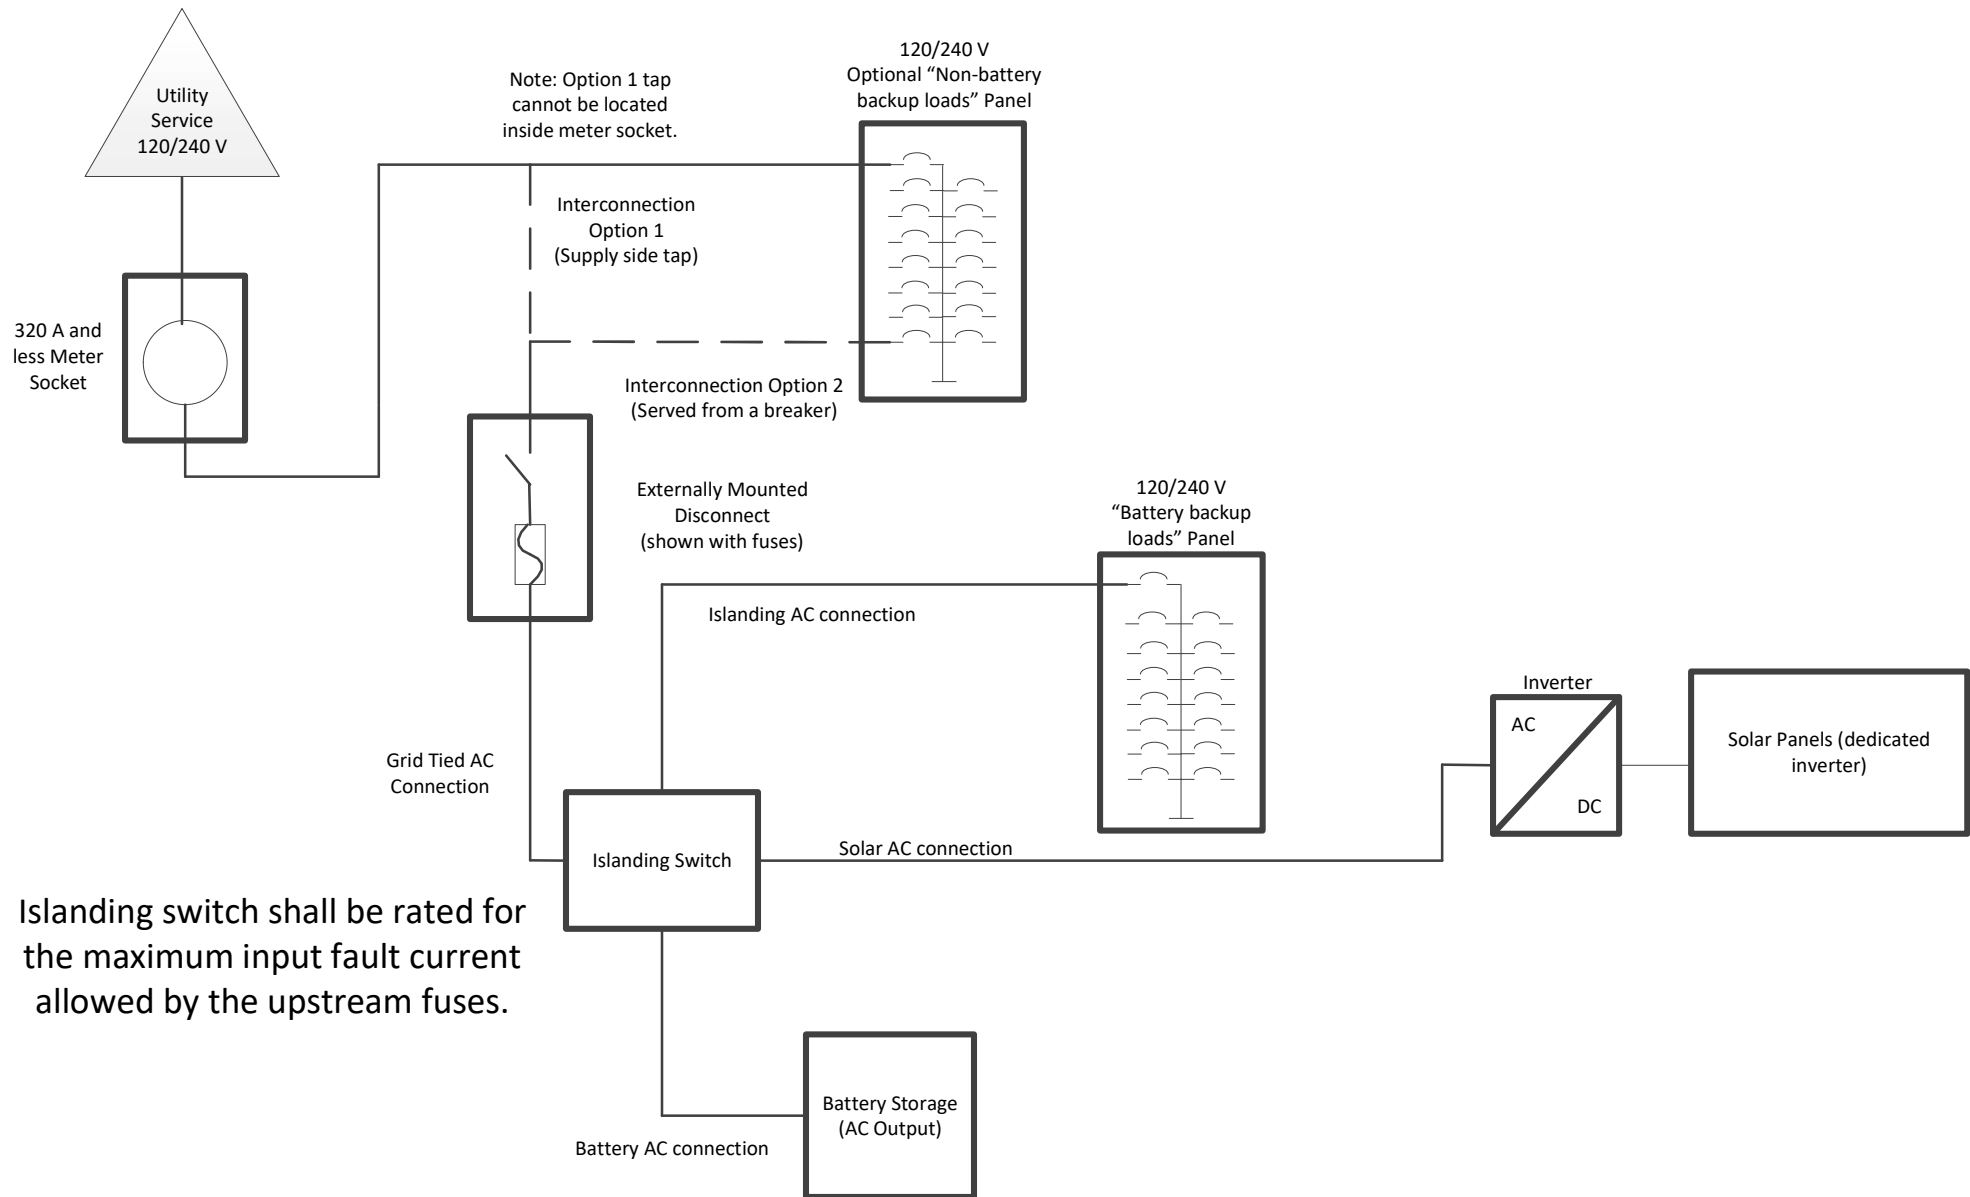 Utility
Service
120/240 V
Note: Option 1 tap
cannot be located
inside meter socket.
120/240 V
Optional “Non-battery
backup loads” Panel
Interconnection
Option 1
(Supply side tap)
320 A and
less Meter
Socket
Interconnection Option 2
(Served from a breaker)
Externally Mounted
Disconnect
(shown with fuses)
120/240 V
“Battery backup
loads” Panel
Islanding AC connection
Inverter
AC
DC
Solar Panels (dedicated
inverter)
Grid Tied AC
Connection
Islanding Switch
Solar AC connection
Islanding switch shall be rated for
the maximum input fault current
allowed by the upstream fuses.
Battery Storage
(AC Output)
Battery AC connection